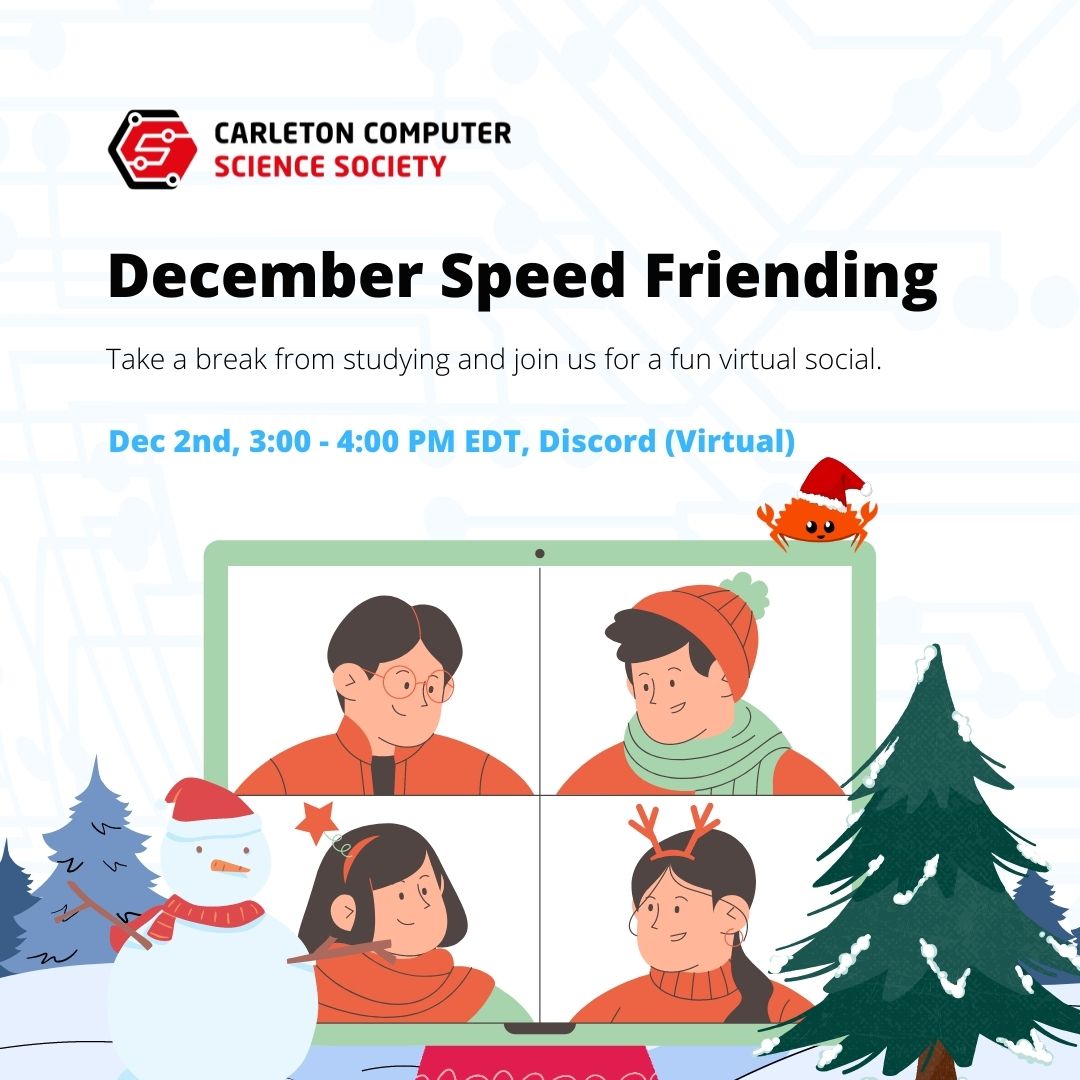 CARLETON COMPUTER
SCIENCE SOCIETY
December Speed Friending
Take a break from studying and join us for a fun virtual social.
Dec 2nd, 3:00 - 4:00 PM EDT, Discord (Virtual)